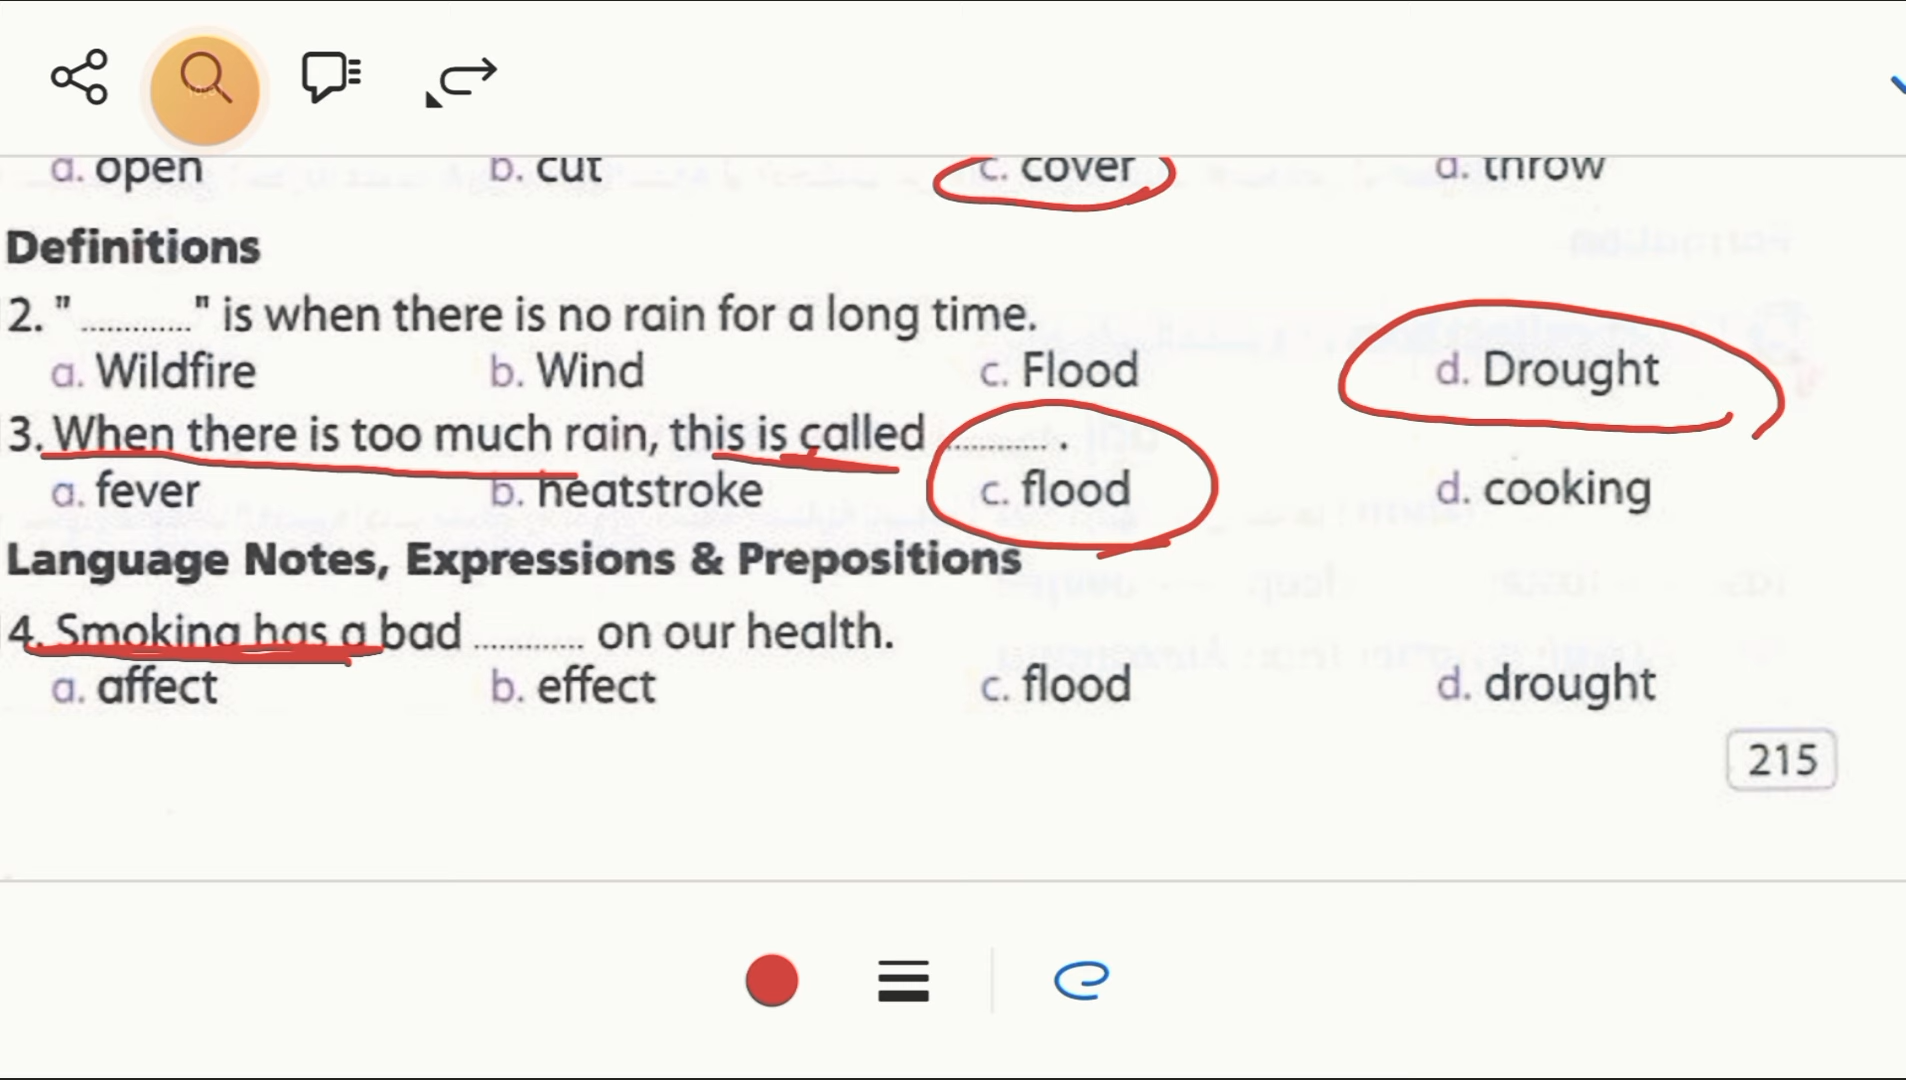 a. open b. cut c. cover d. throw
Definitions
2. "............." is when there is no rain for a long time.
a. Wildfire b. Wind c. Flood d. Drought
3. When there is too much rain, this is called ............. .
a. fever b. heatstroke c. flood d. cooking
Language Notes, Expressions & Prepositions
4. Smoking has a bad ............. on our health.
a. affect b. effect c. flood d. drought
215